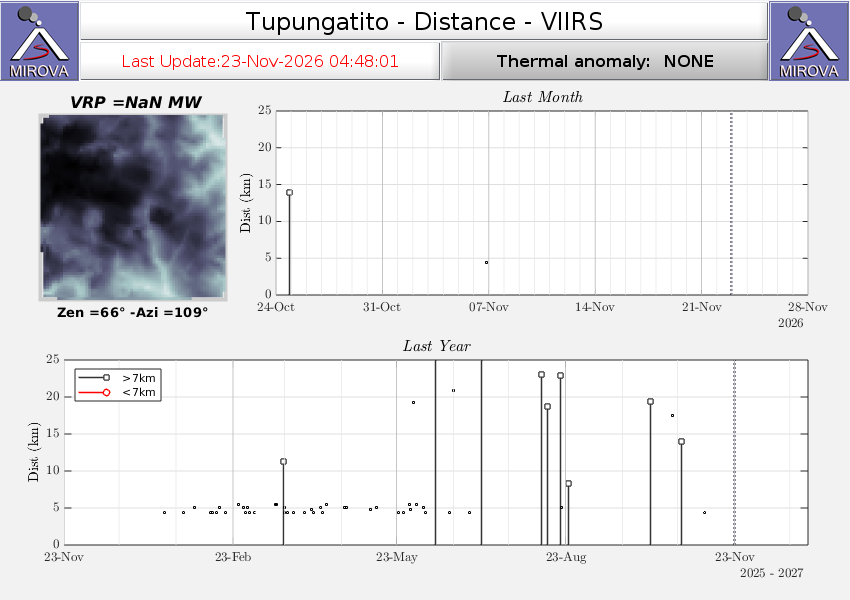 MIROVA
Tupungatito - Distance - VIIRS
MIROVA
Last Update:23-Nov-2026 04:48:01
Thermal anomaly: NONE
VRP =NaN MW
Zen =66° -Azi =109°
Last Month
Dist (km)
25
20
15
10
5
0
24-Oct
31-Oct
07-Nov
14-Nov
21-Nov
28-Nov
2026
Last Year
Dist (km)
25
20
15
10
5
0
>7km
<7km
23-Nov
23-Feb
23-May
23-Aug
23-Nov
2025 - 2027